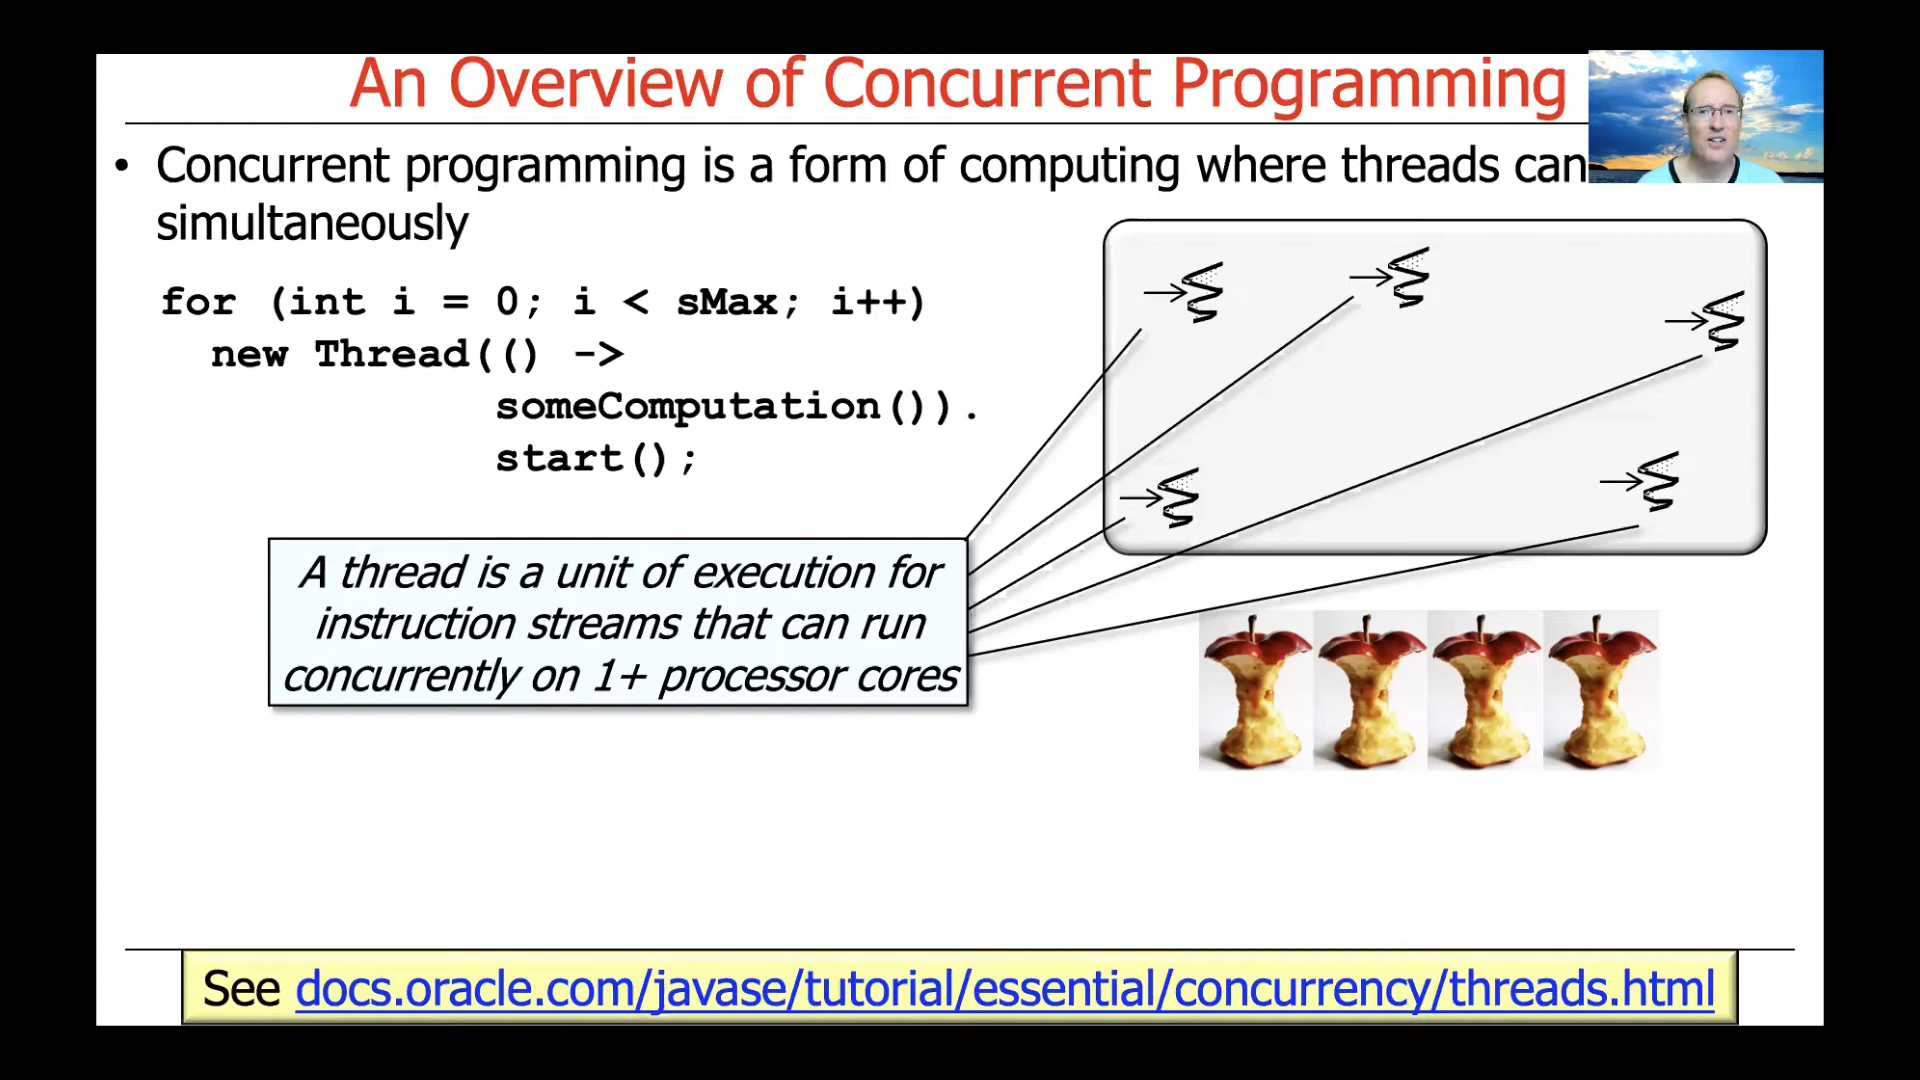 An Overview of Concurrent Programming
• Concurrent programming is a form of computing where threads can
simultaneously
for (int i = 0; i < sMax; i++)
new Thread(() ->
someComputation()).
start();
A thread is a unit of execution for
instruction streams that can run
concurrently on 1+ processor cores
See docs.oracle.com/javase/tutorial/essential/concurrency/threads.html